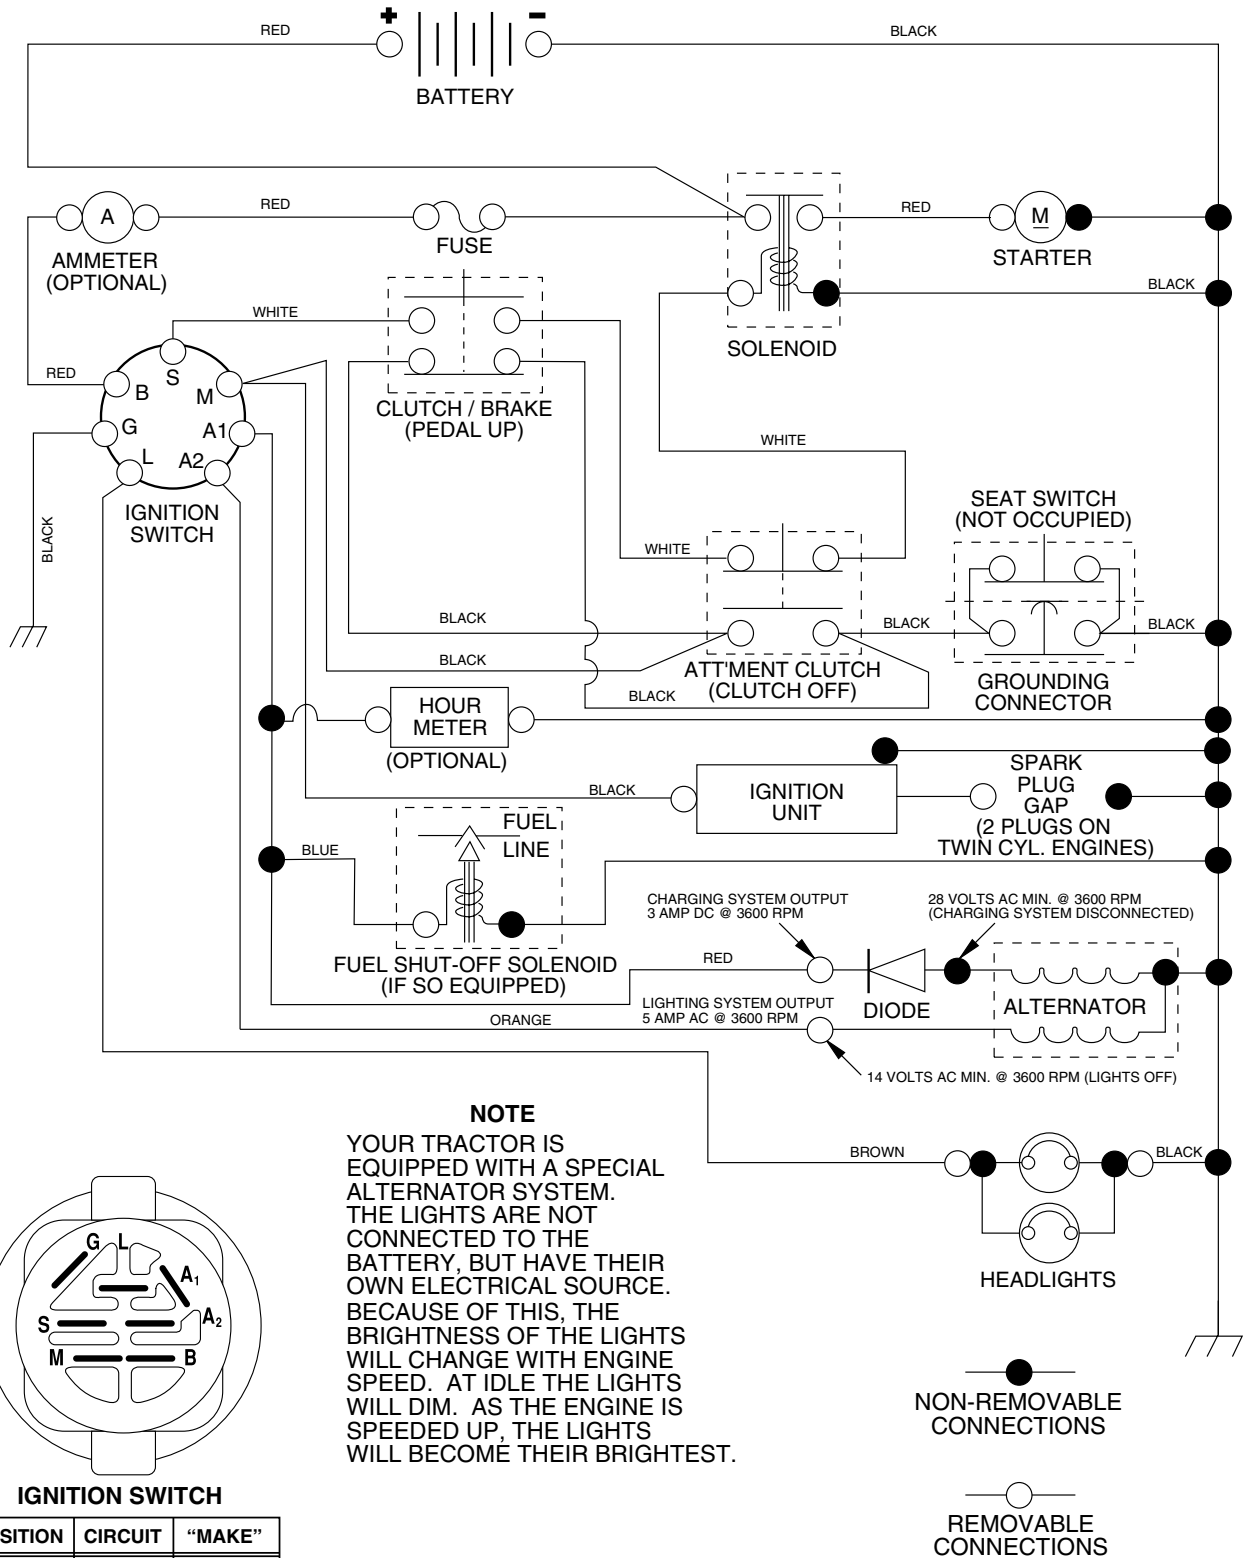 +
–
RED
BLACK
BATTERY
A
RED
RED
M
AMMETER
(OPTIONAL)
FUSE
STARTER
BLACK
WHITE
SOLENOID
RED
S
B
M
G
A1
L
A2
CLUTCH / BRAKE
(PEDAL UP)
WHITE
IGNITION
SWITCH
BLACK
SEAT SWITCH
(NOT OCCUPIED)
WHITE
BLACK
BLACK
BLACK
BLACK
ATT'MENT CLUTCH
(CLUTCH OFF)
BLACK
GROUNDING
CONNECTOR
HOUR
METER
(OPTIONAL)
BLACK
IGNITION
UNIT
SPARK
PLUG
GAP
(2 PLUGS ON
TWIN CYL. ENGINES)
FUEL
LINE
BLUE
CHARGING SYSTEM OUTPUT
3 AMP DC @ 3600 RPM
28 VOLTS AC MIN. @ 3600 RPM
(CHARGING SYSTEM DISCONNECTED)
FUEL SHUT-OFF SOLENOID
(IF SO EQUIPPED)
RED
DIODE
ALTERNATOR
LIGHTING SYSTEM OUTPUT
5 AMP AC @ 3600 RPM
ORANGE
14 VOLTS AC MIN. @ 3600 RPM (LIGHTS OFF)
NOTE
YOUR TRACTOR IS
EQUIPPED WITH A SPECIAL
ALTERNATOR SYSTEM.
THE LIGHTS ARE NOT
CONNECTED TO THE
BATTERY, BUT HAVE THEIR
OWN ELECTRICAL SOURCE.
BECAUSE OF THIS, THE
BRIGHTNESS OF THE LIGHTS
WILL CHANGE WITH ENGINE
SPEED. AT IDLE THE LIGHTS
WILL DIM. AS THE ENGINE IS
SPEEDED UP, THE LIGHTS
WILL BECOME THEIR BRIGHTEST.
BROWN
BLACK
HEADLIGHTS
G
L
A1
S
A2
M
B
IGNITION SWITCH
SITION CIRCUIT “MAKE”
NON-REMOVABLE
CONNECTIONS
REMOVABLE
CONNECTIONS